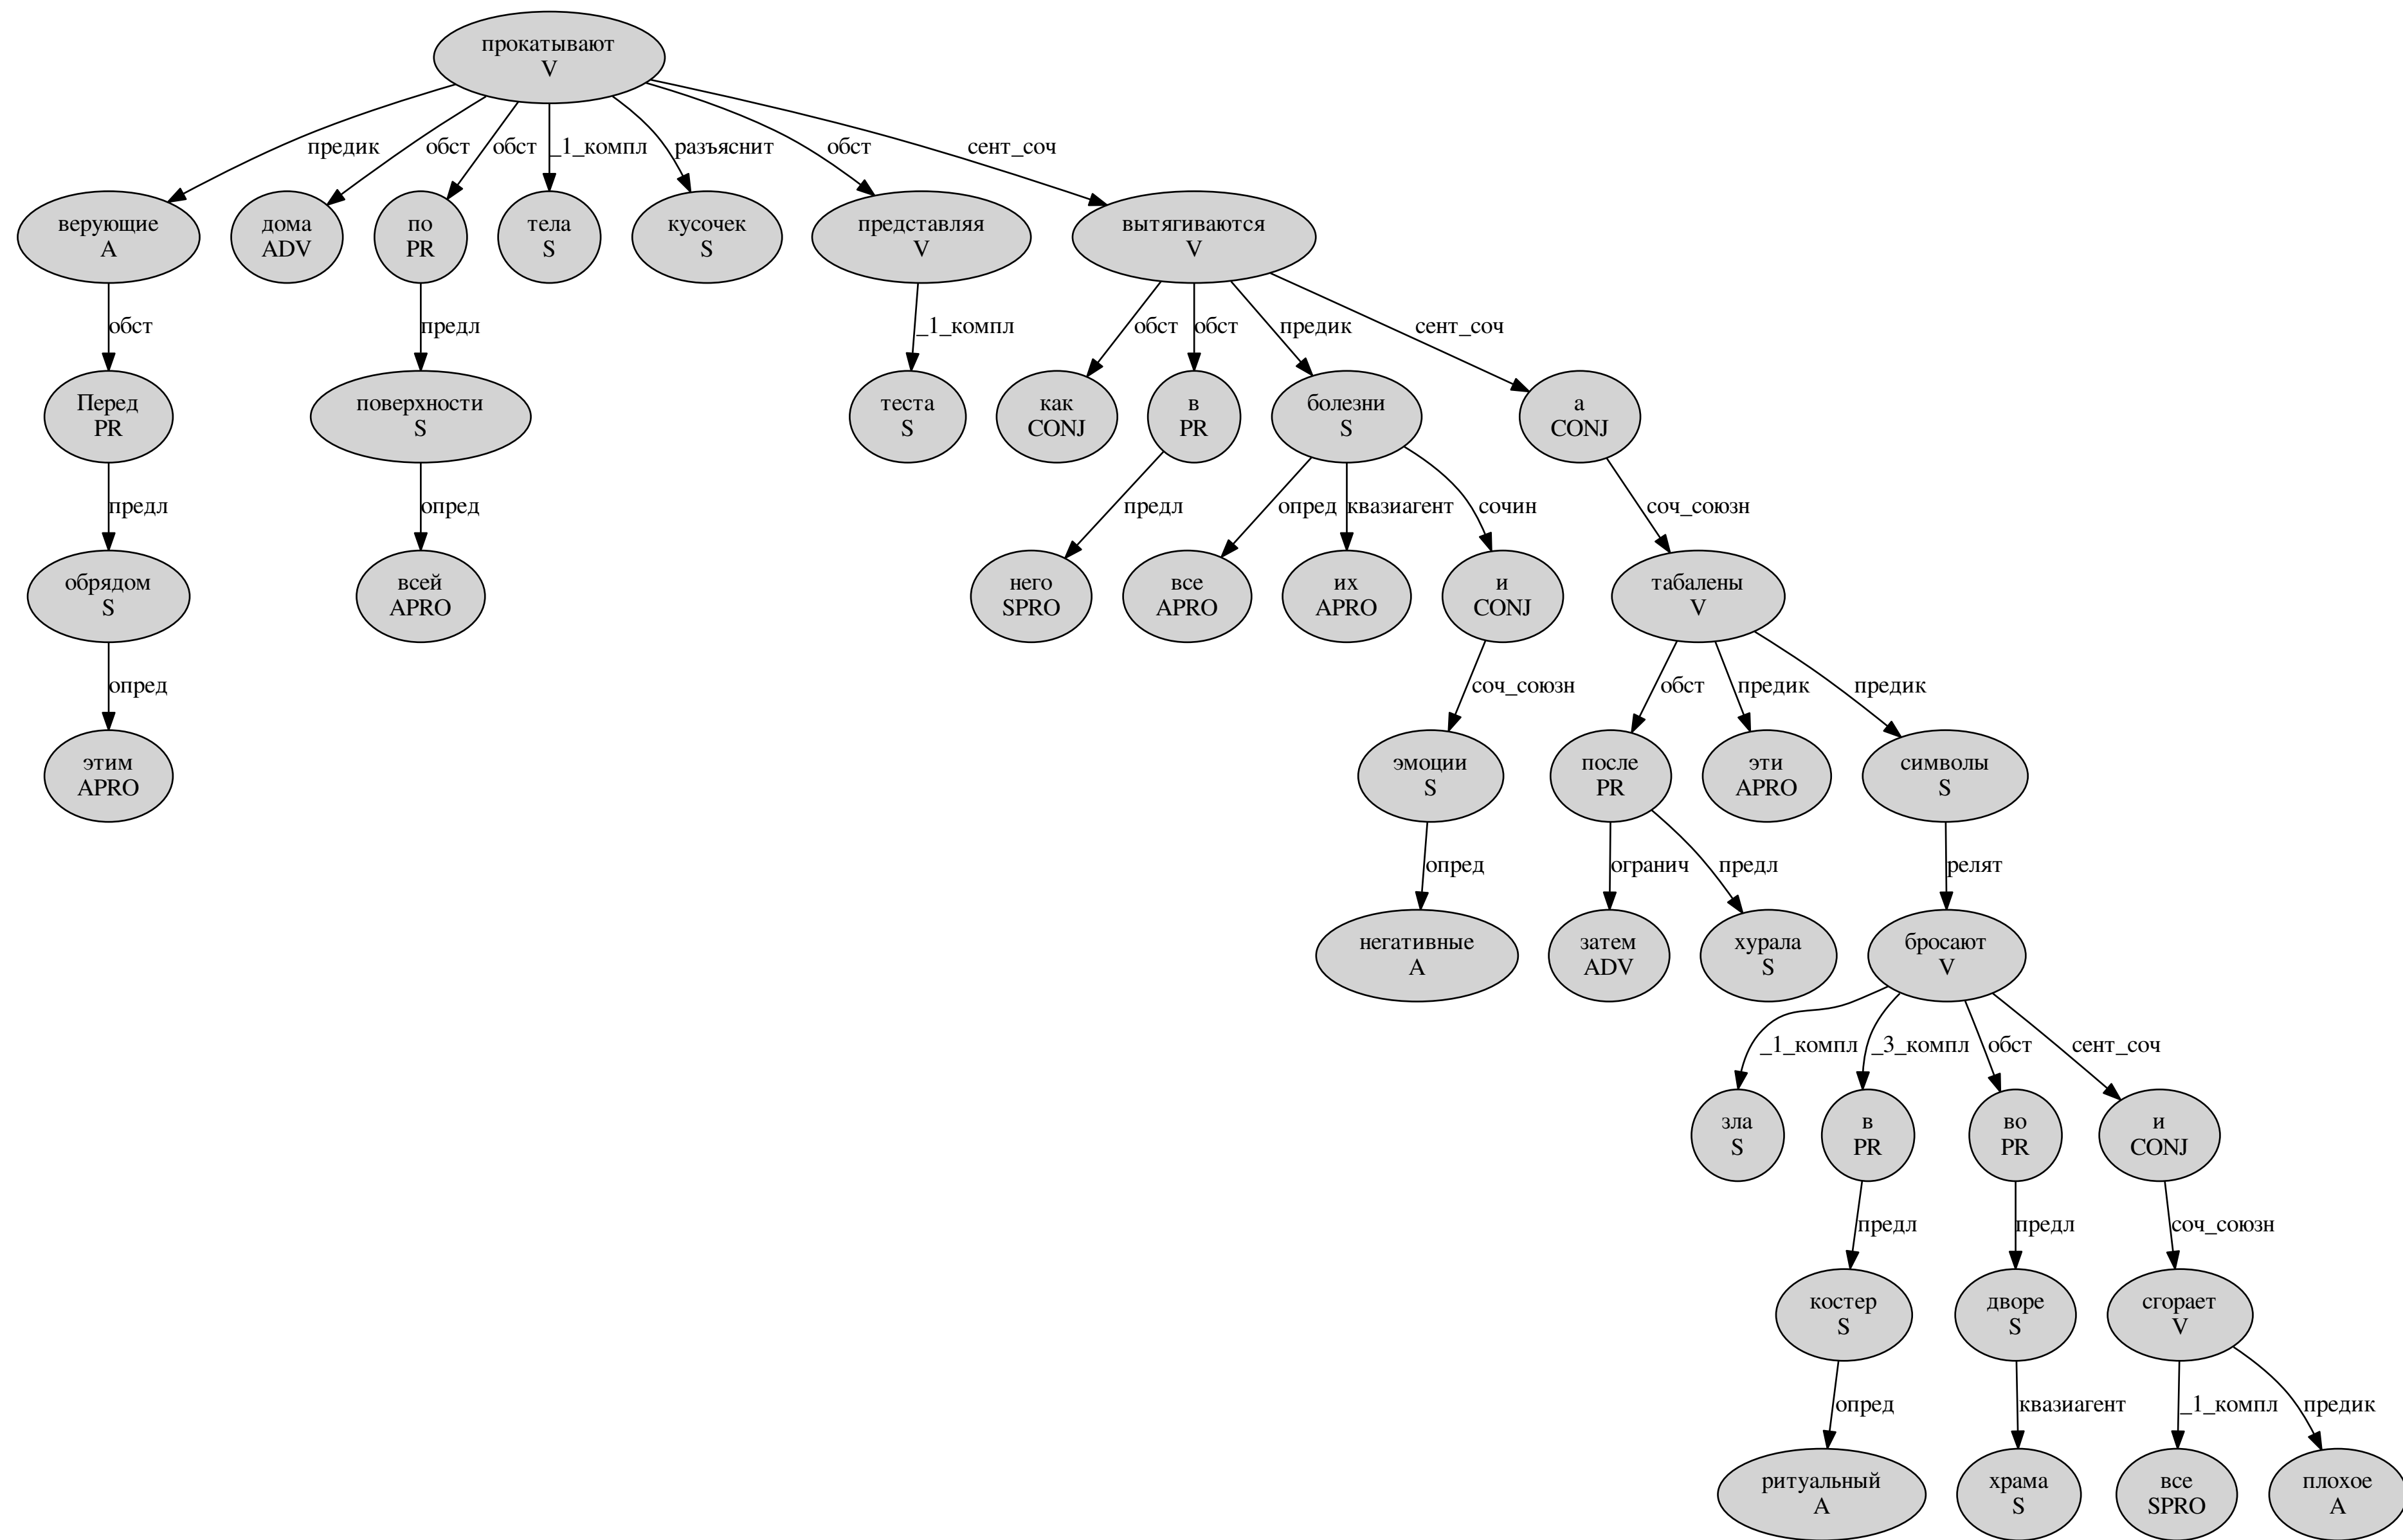 прокатывают
V
предик
обст
обст
_1_компл
разъяснит
обст
сент_соч
верующие
A
дома
ADV
по
PR
тела
S
кусочек
S
представляя
V
вытягиваются
V
обст
предл
_1_компл
обст
обст
предик
сент_соч
Перед
PR
поверхности
S
теста
S
как
CONJ
в
PR
болезни
S
а
CONJ
предл
опред
предл
опред
квазиагент
сочин
соч_союзн
обрядом
S
всей
APRO
него
SPRO
все
APRO
их
APRO
и
CONJ
табалены
V
опред
соч_союзн
обст
предик
предик
этим
APRO
эмоции
S
после
PR
эти
APRO
символы
S
опред
огранич
предл
релят
негативные
A
затем
ADV
хурала
S
бросают
V
_1_компл
_3_компл
обст
сент_соч
зла
S
в
PR
во
PR
и
CONJ
предл
предл
соч_союзн
костер
S
дворе
S
сгорает
V
опред
квазиагент
_1_компл
предик
ритуальный
A
храма
S
все
SPRO
плохое
A